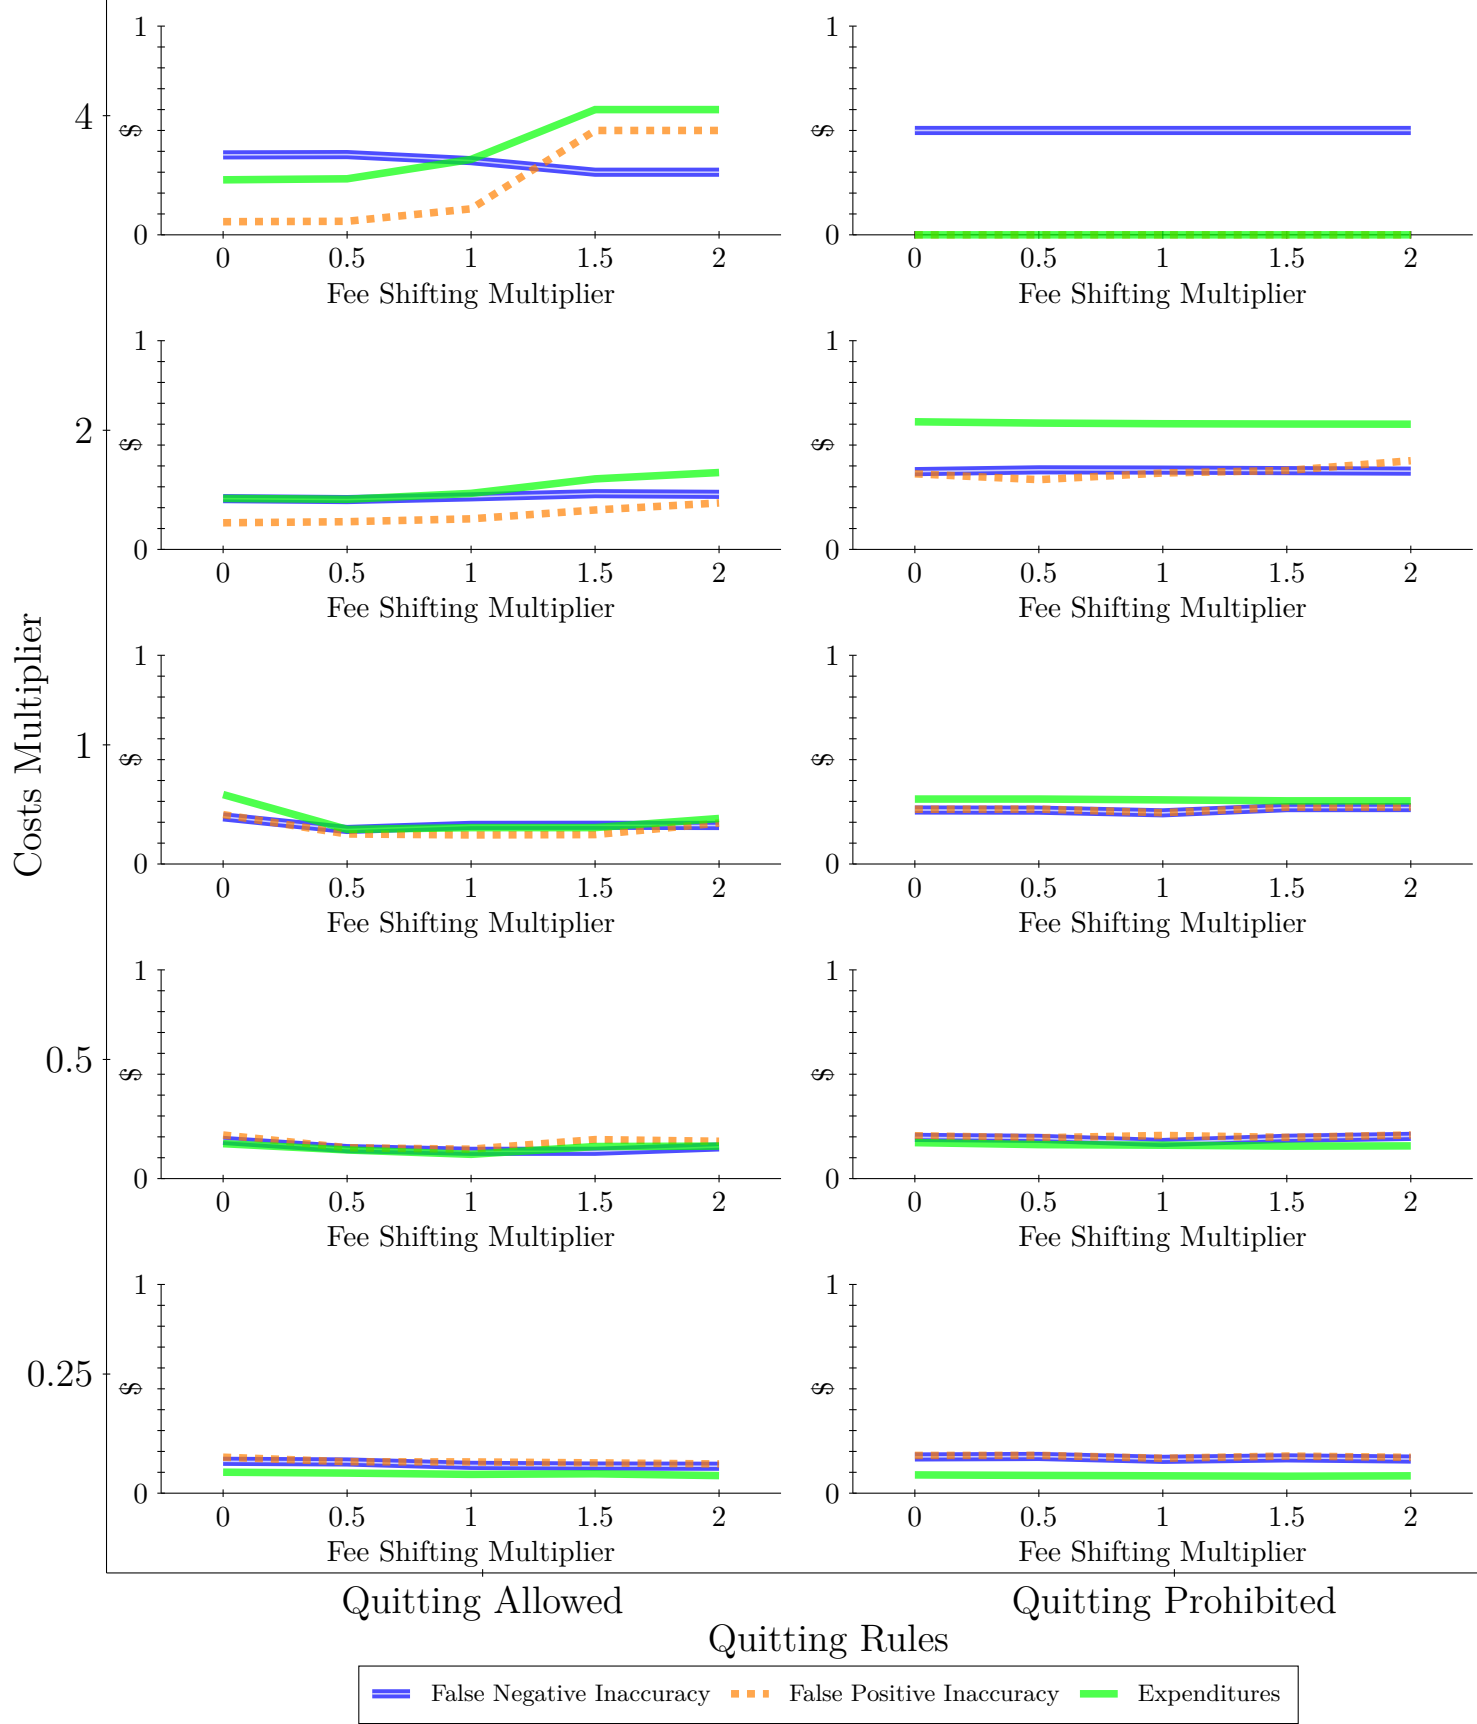 1
$
0
0 0.5 1 1.5 2
Fee Shifting Multiplier
1
$
0
0 0.5 1 1.5 2
Fee Shifting Multiplier
4
1
$
0
0 0.5 1 1.5 2
Fee Shifting Multiplier
1
$
0
0 0.5 1 1.5 2
Fee Shifting Multiplier
2
1
$
0
0 0.5 1 1.5 2
Fee Shifting Multiplier
1
$
0
0 0.5 1 1.5 2
Fee Shifting Multiplier
1
Costs Multiplier
1
$
0
0 0.5 1 1.5 2
Fee Shifting Multiplier
1
$
0
0 0.5 1 1.5 2
Fee Shifting Multiplier
0.5
1
$
0
0 0.5 1 1.5 2
Fee Shifting Multiplier
1
$
0
0 0.5 1 1.5 2
Fee Shifting Multiplier
0.25
Quitting Allowed
Quitting Prohibited
Quitting Rules
False Negative Inaccuracy
False Positive Inaccuracy
Expenditures